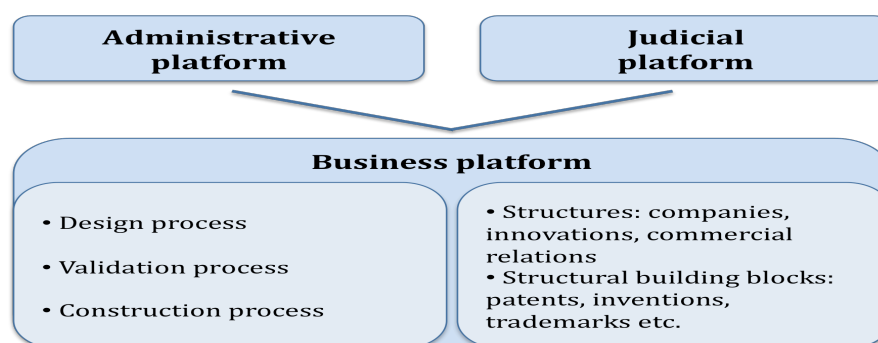 Administrative
platform
Judicial
platform
Business platform
• Design process
• Validation process
• Construction process
• Structures: companies,
innovations, commercial
relations
• Structural building blocks:
patents, inventions,
trademarks etc.